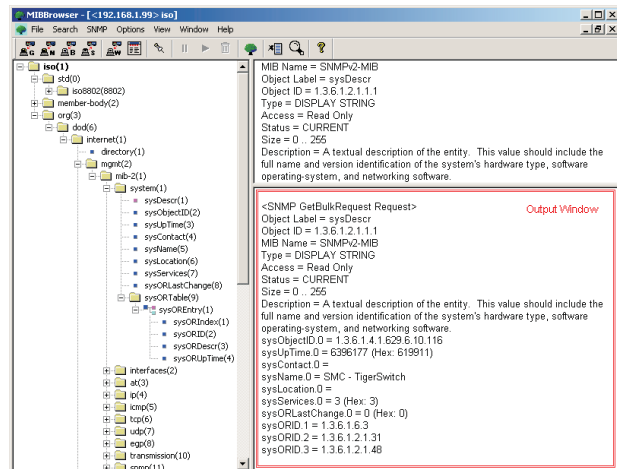 MIBBrowser - [<192.168.1.99> iso]
File Search SNMP Options View Window Help
iso(1)
std(0)
iso8802(8802)
member-body(2)
org(3)
dod(6)
internet(1)
directory(1)
mgmt(2)
mib-2(1)
system(1)
sysDescr(1)
sysObjectID(2)
sysUpTime(3)
sysContact(4)
sysName(5)
sysLocation(6)
sysServices(7)
sysORLastChange(8)
sysORTable(9)
sysOREntry(1)
sysORIndex(1)
sysORID(2)
sysORDescr(3)
sysORUpTime(4)
interfaces(2)
at(3)
ip(4)
icmp(5)
tcp(6)
udp(7)
egp(8)
transmission(10)
snmp(11)
MIB Name = SNMPv2-MIB
Object Label = sysDescr
Object ID = 1.3.6.1.2.1.1.1
Type = DISPLAY STRING
Access = Read Only
Status = CURRENT
Size = 0 .. 255
Description = A textual description of the entity. This value should include the
full name and version identification of the system's hardware type, software
operating-system, and networking software.
<SNMP GetBulkRequest Request> Output Window
Object Label = sysDescr
Object ID = 1.3.6.1.2.1.1.1
MIB Name = SNMPv2-MIB
Type = DISPLAY STRING
Access = Read Only
Status = CURRENT
Size = 0 .. 255
Description = A textual description of the entity. This value should include the
full name and version identification of the system's hardware type, software
operating-system, and networking software.
sysObjectID.0 = 1.3.6.1.4.1.629.6.10.116
sysUpTime.0 = 6396177 (Hex: 619911)
sysContact.0 =
sysName.0 = SMC - TigerSwitch
sysLocation.0 =
sysServices.0 = 3 (Hex: 3)
sysORLastChange.0 = 0 (Hex: 0)
sysORID.1 = 1.3.6.1.6.3
sysORID.2 = 1.3.6.1.2.1.31
sysORID.3 = 1.3.6.1.2.1.48